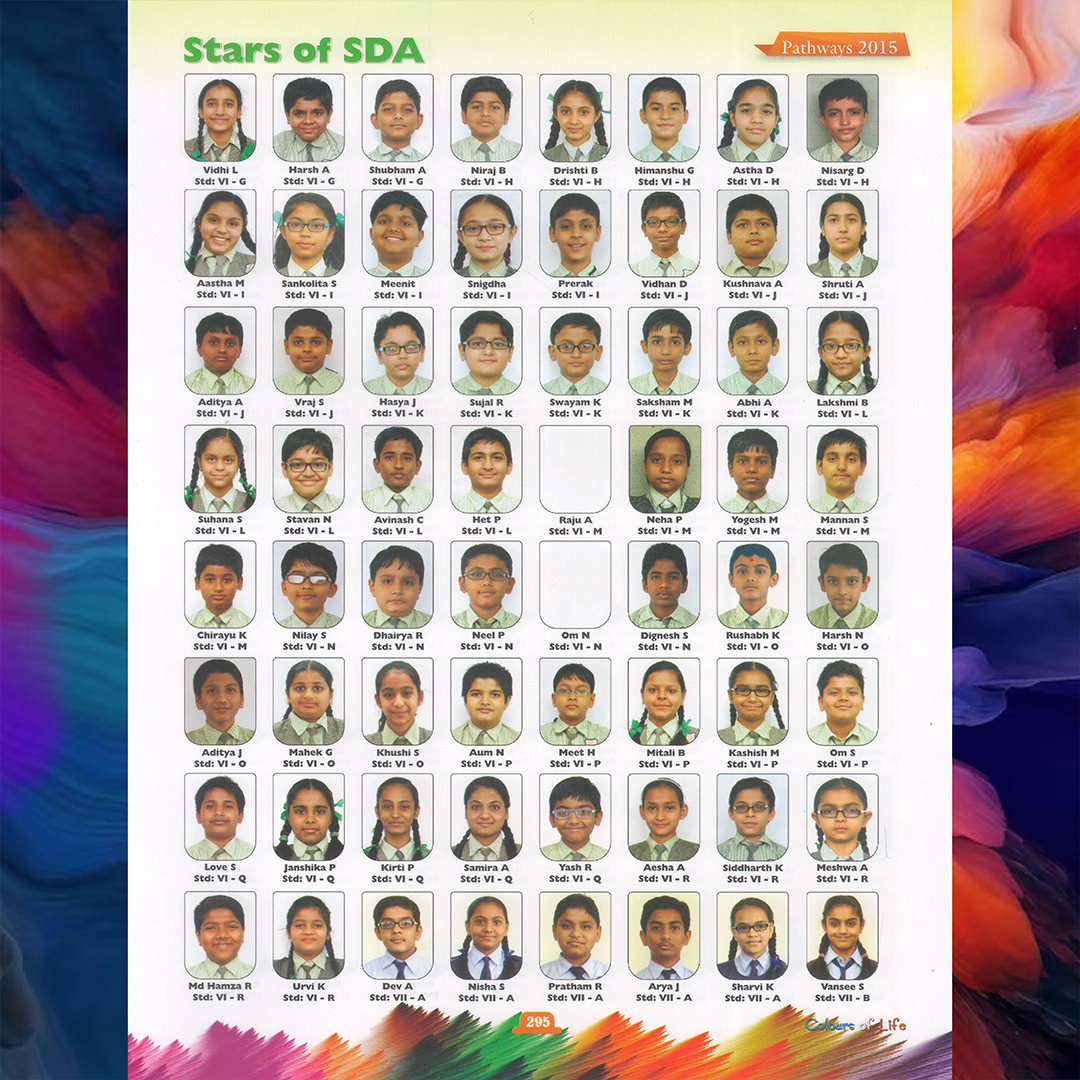 Stars of SDA
Pathways 2015
Vidhi L Harsh A Shubham A Niraj B Drishti B Himanshu G Astha D Nisarg D
Std: VI - G Std: VI - G Std: VI - G Std: VI - H Std: VI - H Std: VI - H Std: VI - H Std: VI - H
Aastha M Sankolita S Meenit Snigdha Prerak Vidhan D Kushnava A Shruti A
Std: VI - I Std: VI - I Std: VI - I Std: VI - I Std: VI - I Std: VI - J Std: VI - J Std: VI - J
Aditya A Vraj S Hasya J Sujal R Swayam K Saksham M Abhi A Lakshmi B
Std: VI - J Std: VI - J Std: VI - K Std: VI - K Std: VI - K Std: VI - K Std: VI - K Std: VI - L
Suhana S Stavan N Avinash C Het P Raju A Neha P Yogesh M Mannan S
Std: VI - L Std: VI - L Std: VI - L Std: VI - L Std: VI - M Std: VI - M Std: VI - M Std: VI - M
Chirayu K Nilay S Dhairya R Neel P Om N Dignesh S Rushabh K Harsh N
Std: VI - M Std: VI - N Std: VI - N Std: VI - N Std: VI - N Std: VI - N Std: VI - O Std: VI - O
Aditya J Mahek G Khushi S Aum N Meet H Mitali B Kashish M Om S
Std: VI - O Std: VI - O Std: VI - O Std: VI - P Std: VI - P Std: VI - P Std: VI - P Std: VI - P
Love S Janshika P Kirti P Samira A Yash R Aesha A Siddharth K Meshwa A
Std: VI - Q Std: VI - Q Std: VI - Q Std: VI - Q Std: VI - Q Std: VI - R Std: VI - R Std: VI - R
Md Hamza R Urvi K Dev A Nisha S Pratham R Arya J Sharvi K Vansee S
Std: VI - R Std: VI - R Std: VII - A Std: VII - A Std: VII - A Std: VII - A Std: VII - A Std: VII - B
295
Colours of Life